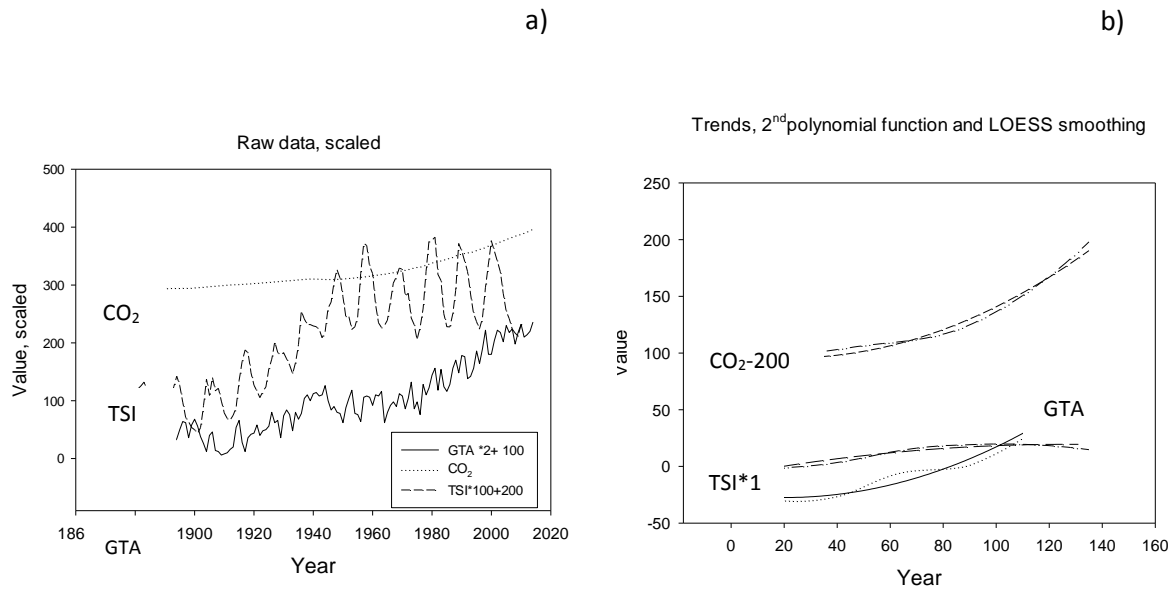 a)
Raw data, scaled
Value, scaled
500
400
300
200
100
0
CO₂
TSI
GTA
GTA *2+ 100
CO₂
TSI*100+200
186
1900
1920
1940
1960
1980
2000
2020
Year
b)
Trends, 2ⁿᵈpolynomial function and LOESS smoothing
value
250
200
150
100
50
0
-50
CO₂-200
GTA
TSI*1
0
20
40
60
80
100
120
140
160
Year